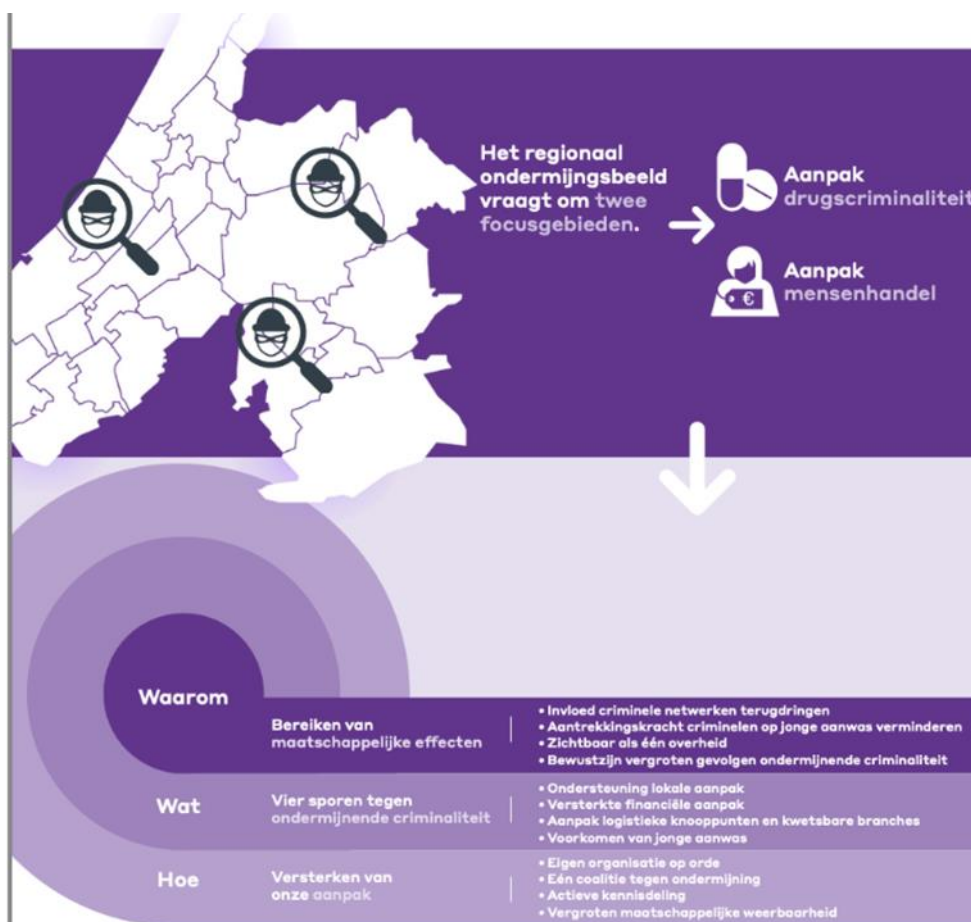 Het regionaal
ondermijngsbeeld
vraagt om twee
focusgebieden.
Aanpak
drugscriminaliteit
€
Aanpak
mensenhandel
Waarom
Bereiken van
maatschappelijke effecten
• Invloed criminele netwerken terugdringen
• Aantrekkingskracht criminelen op jonge aanwas verminderen
• Zichtbaar als één overheid
• Bewustzijn vergroten gevolgen ondermijnende criminaliteit
Wat
Vier sporen tegen
ondermijnende criminaliteit
• Ondersteuning lokale aanpak
• Versterkte financiële aanpak
• Aanpak logistieke knooppunten en kwetsbare branches
• Voorkomen van jonge aanwas
Hoe
Versterken van
onze aanpak
• Eigen organisatie op orde
• Eén coalitie tegen ondermijning
• Actieve kennisdeling
• Vergroten maatschappelijke weerbaarheid